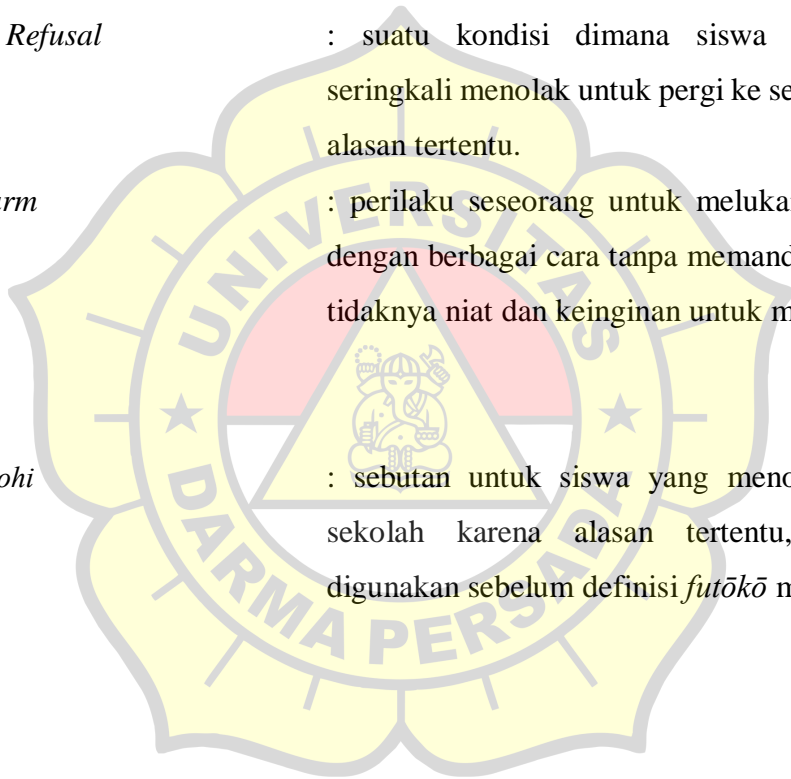 Refusal : suatu kondisi dimana siswa
seringkali menolak untuk pergi ke se
alasan tertentu.
arm : perilaku seseorang untuk meluka
dengan berbagai cara tanpa memand
tidaknya niat dan keinginan untuk m
ohi : sebutan untuk siswa yang meno
sekolah karena alasan tertentu,
digunakan sebelum definisi futōkō m
UNIVERSITAS
DARMA PERSADA